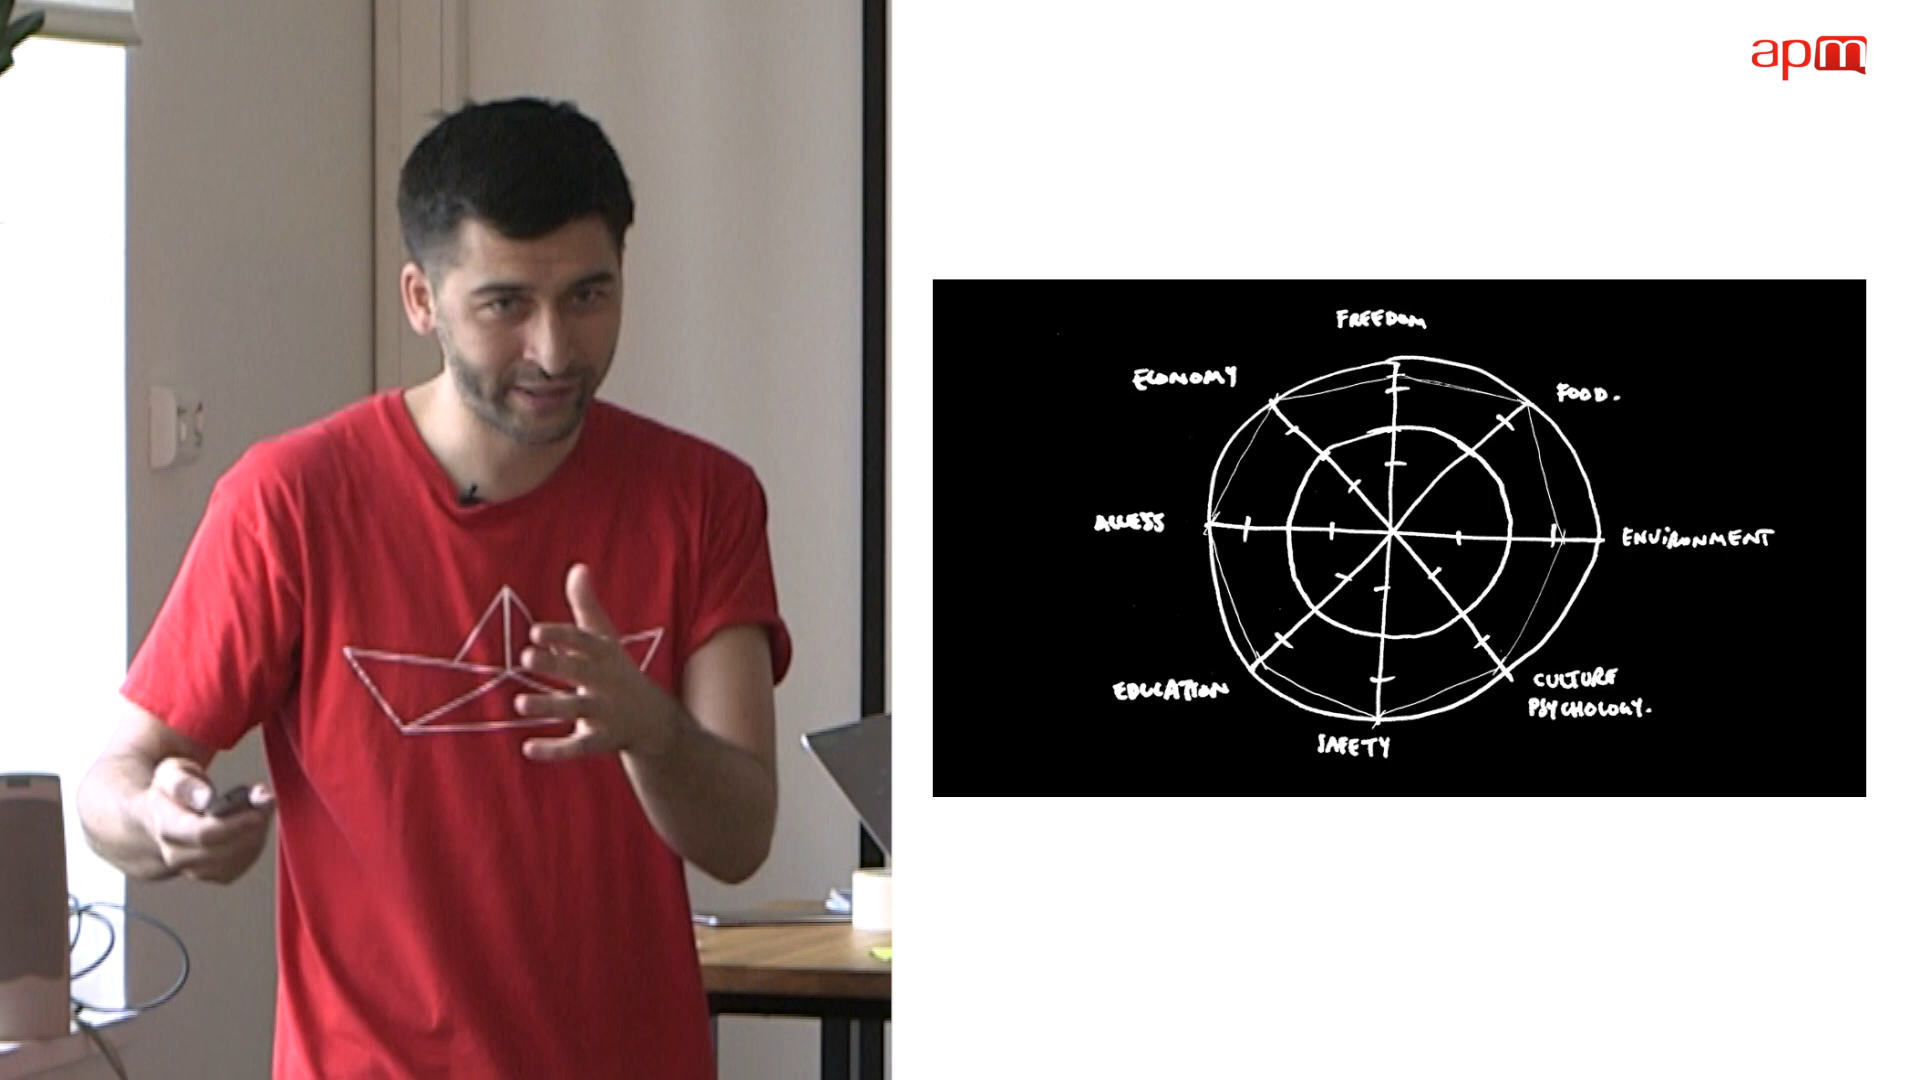 apm
FREEDOM
ECONOMY
FOOD.
ACCESS
ENVIRONMENT
EDUCATION
CULTURE
PSYCHOLOGY.
SAFETY